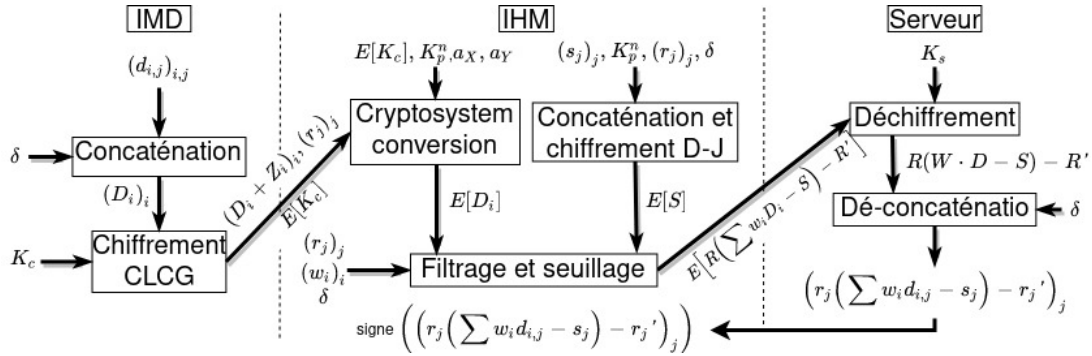 IMD
IHM
Serveur
(d_{i,j})_{i,j}
E[K_c], K_p^n, a_X, a_Y
(s_j)_j, K_p^n, (r_j)_j, δ
K_s
δ
Concaténation
Cryptosystem
conversion
Concaténation et
chiffrement D-J
Déchiffrement
(D_i)_i
(D_i + Z_i)_i, (r_j)_j
E[K_c]
E[D_i]
E[S]
E[R(∑ w_i D_i − S) − R']
R(W · D − S) − R'
Dé-concaténatio
δ
K_c
Chiffrement
CLCG
(r_j)_j
(w_i)_i
δ
Filtrage et seuillage
(r_j(∑ w_i d_{i,j} − s_j) − r_j')_j
signe ((r_j(∑ w_i d_{i,j} − s_j) − r_j')_j)